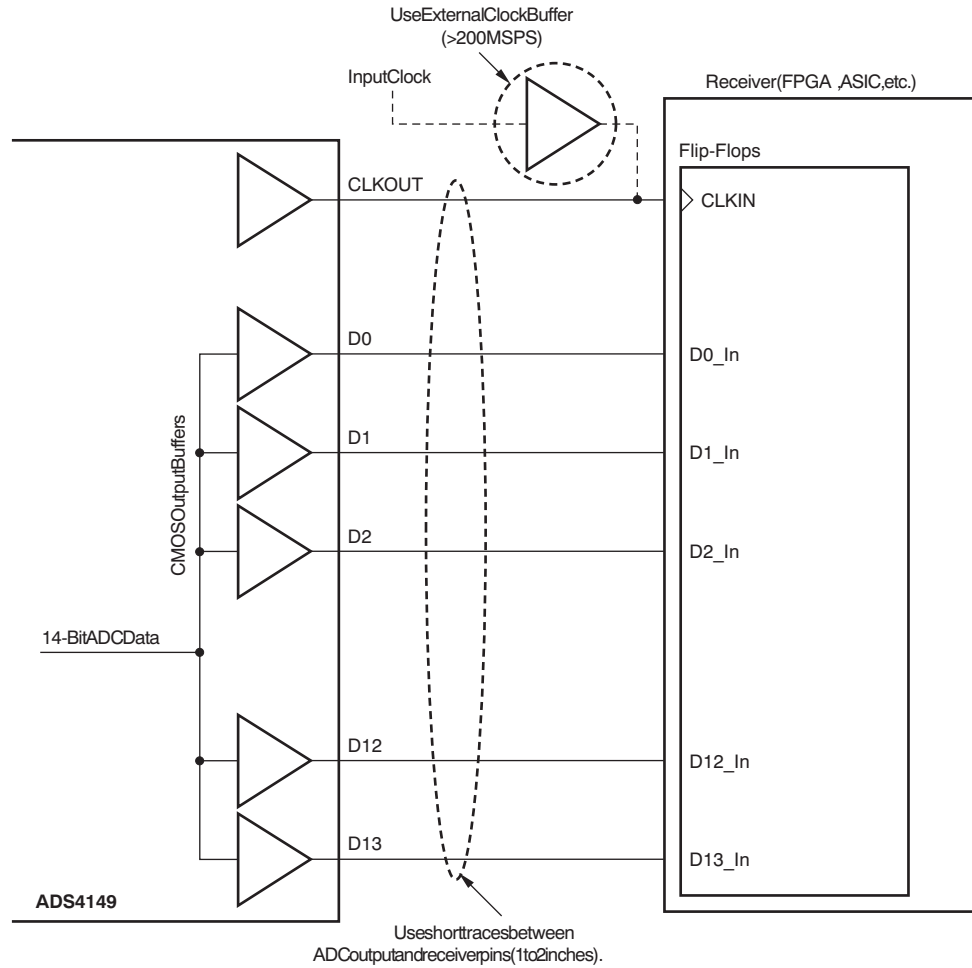 UseExternalClockBuffer
(>200MSPS)
InputClock
Receiver(FPGA ,ASIC,etc.)
Flip-Flops
CLKOUT
CLKIN
D0
D0_In
D1
D1_In
CMOSOutputBuffers
D2
D2_In
14-BitADCData
D12
D12_In
D13
D13_In
ADS4149
Useshorttracesbetween
ADCoutputandreceiverpins(1to2inches).